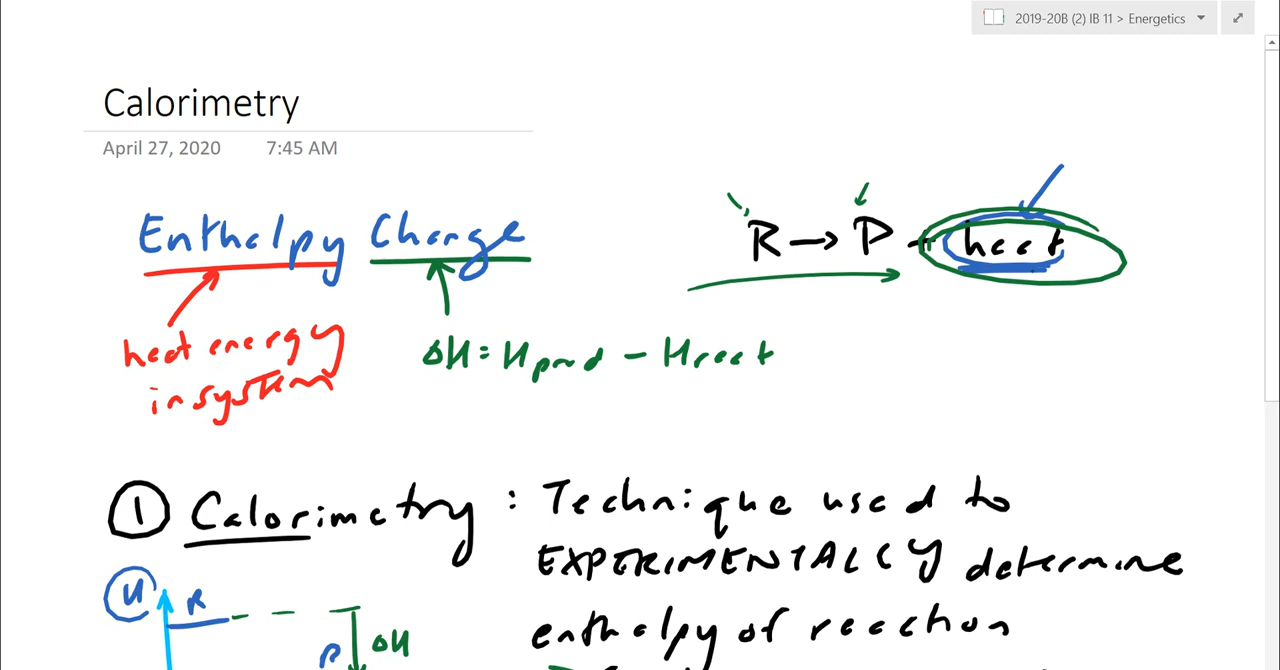 2019-20B (2) IB 11 > Energetics
Calorimetry
April 27, 2020 7:45 AM
Enthalpy Change
R → P + heat
heat energy
in system
ΔH = Hprod - Hreact
① Calorimetry : Technique used to
EXPERIMENTALLY determine
enthalpy of reaction
H R
P ΔH